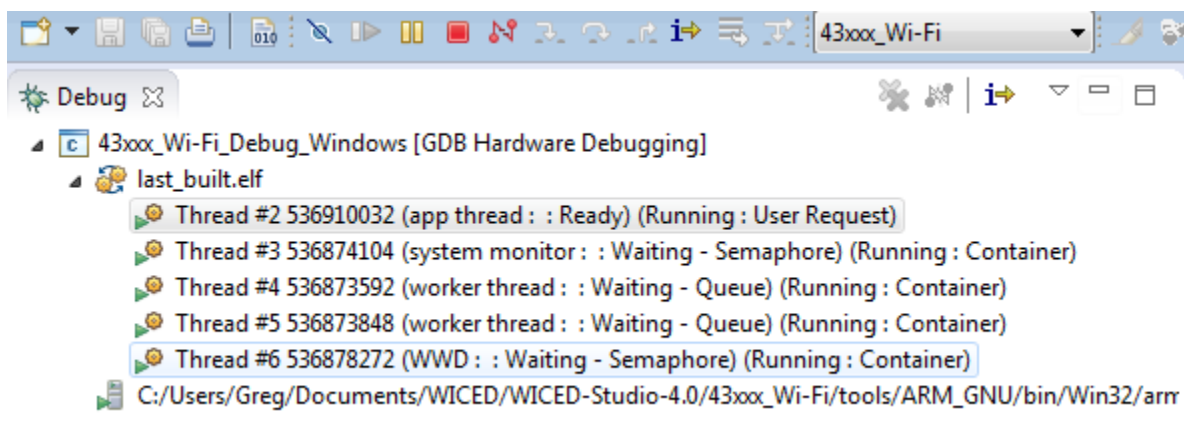 010
i
43xxx_Wi-Fi
Debug
i
c 43xxx_Wi-Fi_Debug_Windows [GDB Hardware Debugging]
last_built.elf
Thread #2 536910032 (app thread : : Ready) (Running : User Request)
Thread #3 536874104 (system monitor : : Waiting - Semaphore) (Running : Container)
Thread #4 536873592 (worker thread : : Waiting - Queue) (Running : Container)
Thread #5 536873848 (worker thread : : Waiting - Queue) (Running : Container)
Thread #6 536878272 (WWD : : Waiting - Semaphore) (Running : Container)
C:/Users/Greg/Documents/WICED/WICED-Studio-4.0/43xxx_Wi-Fi/tools/ARM_GNU/bin/Win32/arm